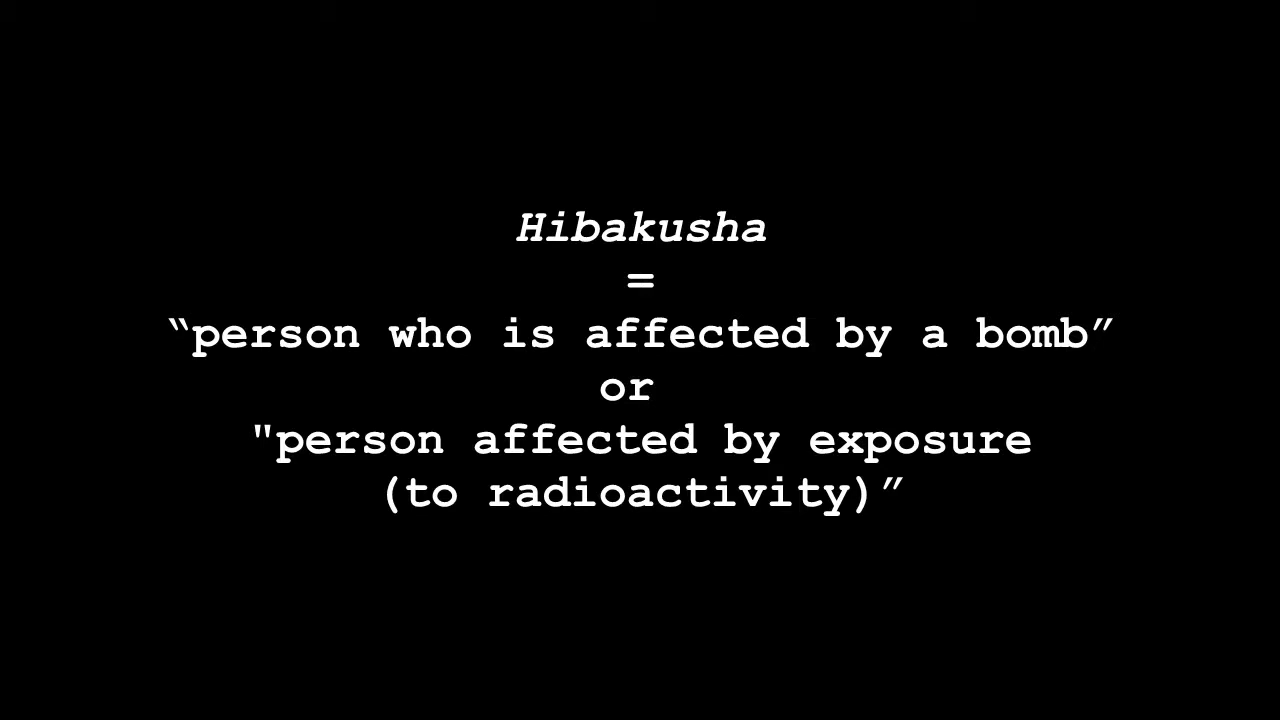 Hibakusha
=
“person who is affected by a bomb”
or
"person affected by exposure
(to radioactivity)”